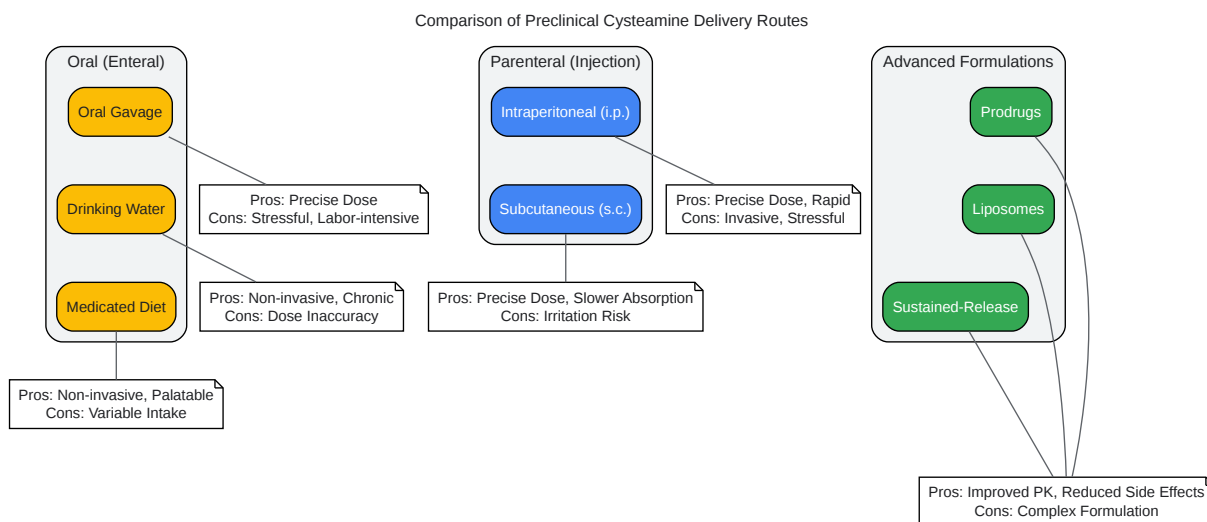 Comparison of Preclinical Cysteamine Delivery Routes
Oral (Enteral)
Oral Gavage
Pros: Precise Dose
Cons: Stressful, Labor-intensive
Drinking Water
Pros: Non-invasive, Chronic
Cons: Dose Inaccuracy
Medicated Diet
Pros: Non-invasive, Palatable
Cons: Variable Intake
Parenteral (Injection)
Intraperitoneal (i.p.)
Pros: Precise Dose, Rapid
Cons: Invasive, Stressful
Subcutaneous (s.c.)
Pros: Precise Dose, Slower Absorption
Cons: Irritation Risk
Advanced Formulations
Prodrugs
Liposomes
Sustained-Release
Pros: Improved PK, Reduced Side Effects
Cons: Complex Formulation